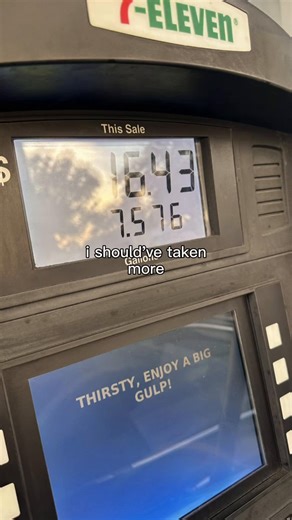 7-ELEVEN®
This Sale
$ 16.43
7.576
Gallons
i should've taken
more
THIRSTY, ENJOY A BIG
GULP!